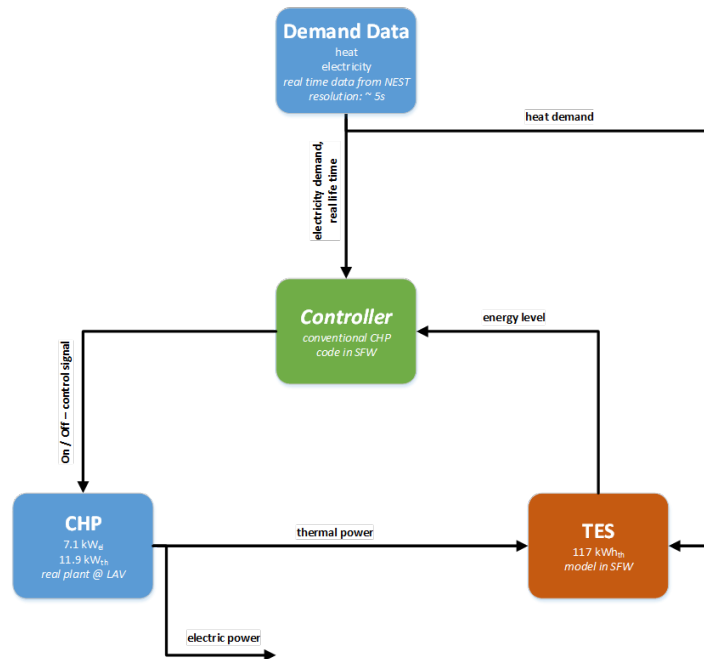 Demand Data
heat
electricity
real time data from NEST
resolution: ~ 5s
heat demand
electricity demand,
real life time
Controller
conventional CHP
code in SFW
energy level
On / Off – control signal
CHP
7.1 kWel
11.9 kWth
real plant @ LAV
thermal power
TES
117 kWhth
model in SFW
electric power